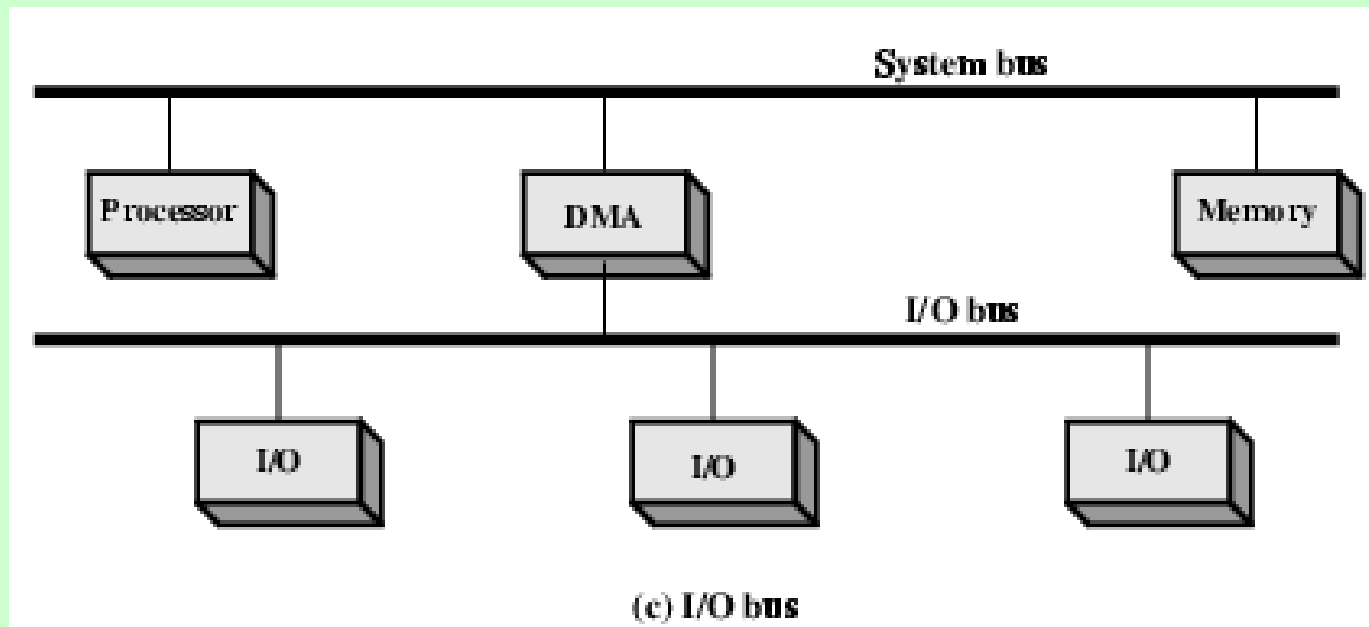 System bus
Processor
DMA
Memory
I/O bus
I/O
I/O
I/O
(c) I/O bus